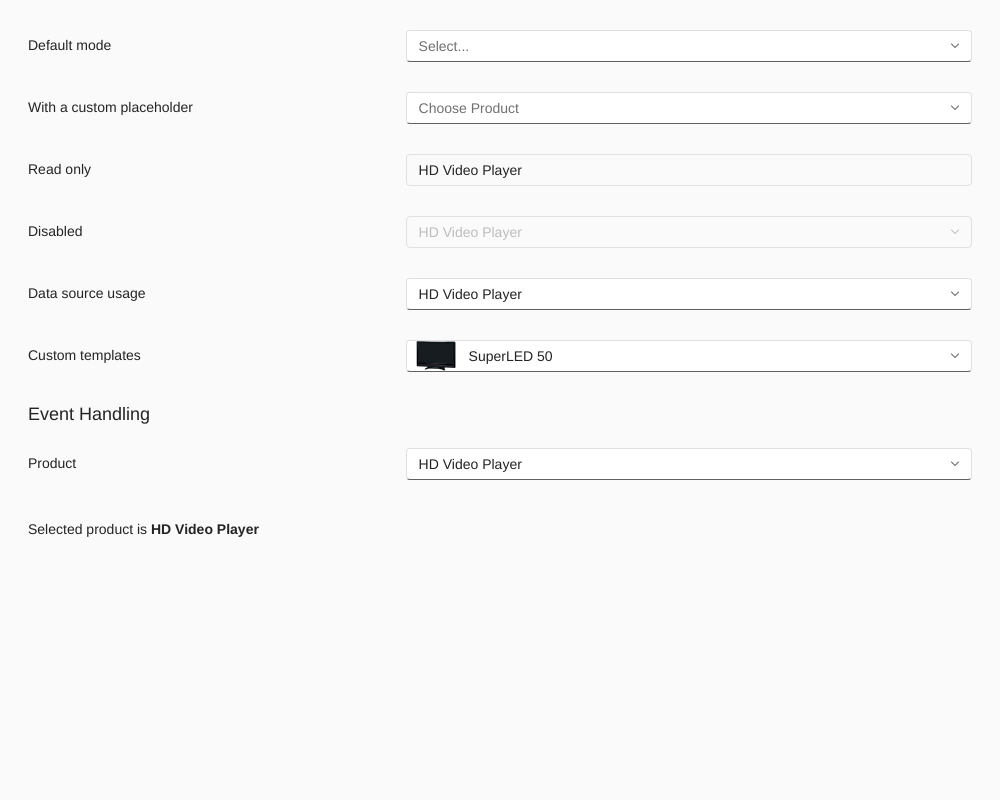 Default mode
Select...
With a custom placeholder
Choose Product
Read only
HD Video Player
Disabled
HD Video Player
Data source usage
HD Video Player
Custom templates
SuperLED 50
Event Handling
Product
HD Video Player
Selected product is HD Video Player